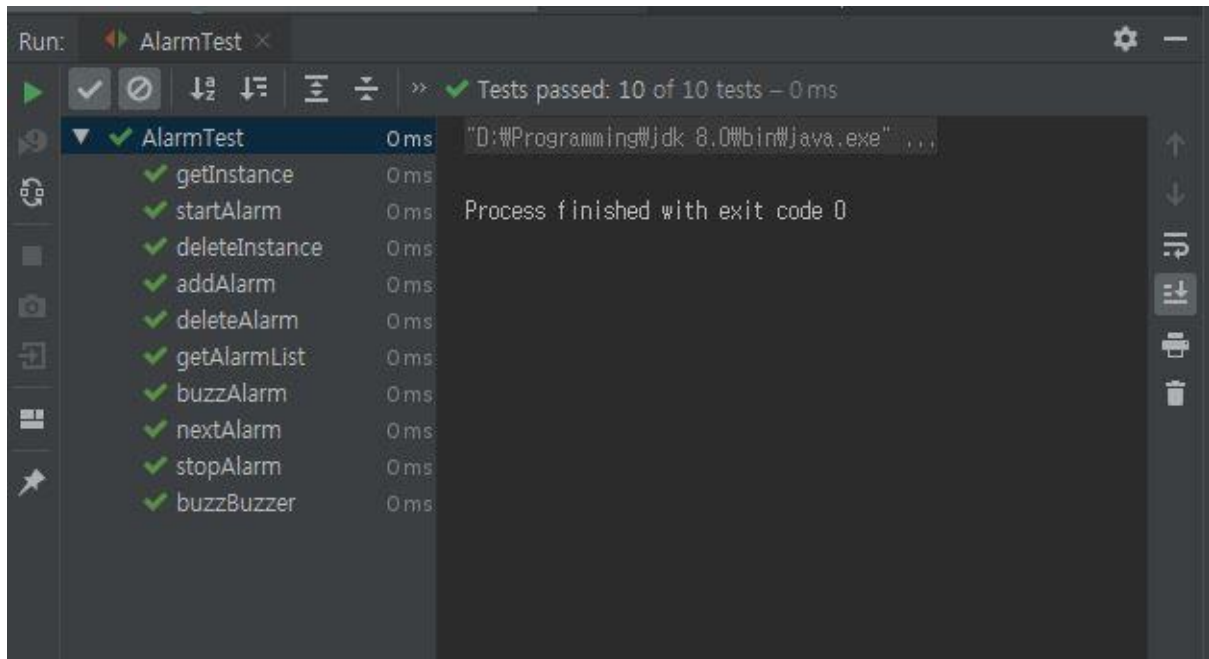 Run: AlarmTest
Tests passed: 10 of 10 tests – 0 ms
AlarmTest 0 ms
getInstance 0 ms
startAlarm 0 ms
deleteInstance 0 ms
addAlarm 0 ms
deleteAlarm 0 ms
getAlarmList 0 ms
buzzAlarm 0 ms
nextAlarm 0 ms
stopAlarm 0 ms
buzzBuzzer 0 ms
"D:₩Programming₩jdk 8.0₩bin₩java.exe" ...
Process finished with exit code 0